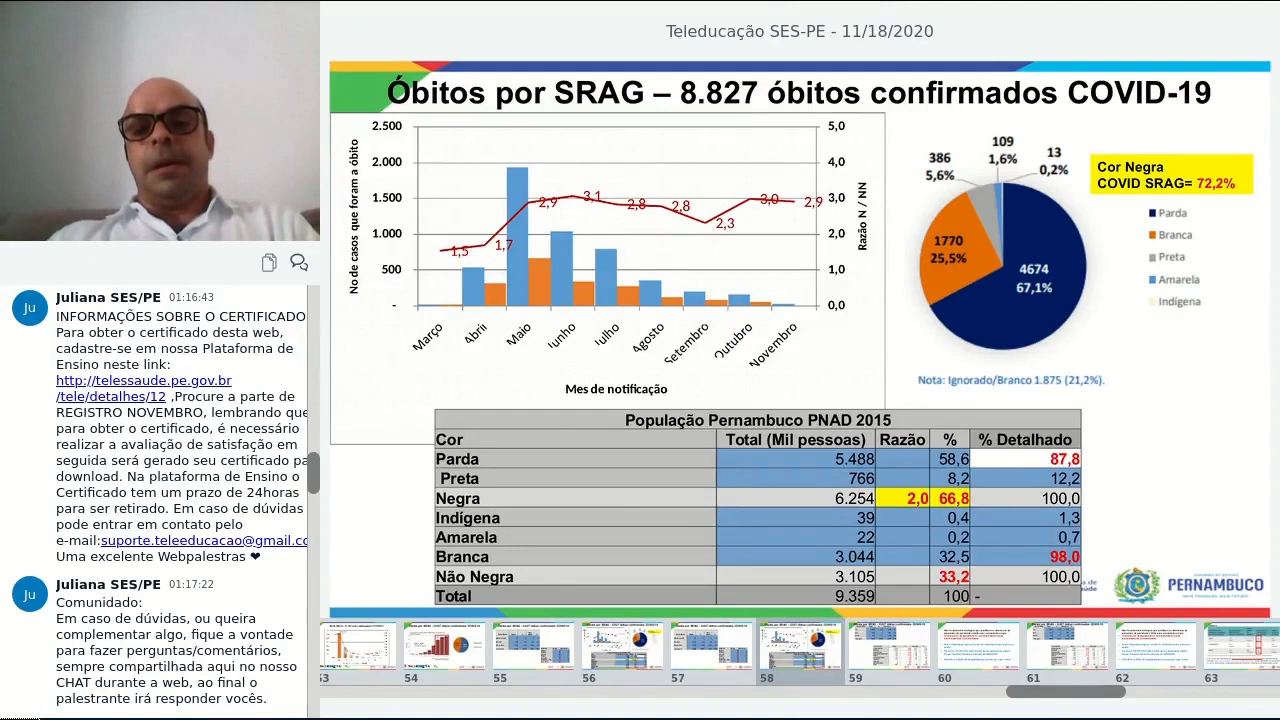 Teleducação SES-PE - 11/18/2020
Óbitos por SRAG – 8.827 óbitos confirmados COVID-19
No de casos que foram a óbito
2.500
2.000
1.500
1.000
500
-
5,0
4,0
3,0
2,0
1,0
0,0
Razão N / NN
1,5
1,7
2,9
3,1
2,8
2,8
2,3
3,0
2,9
Março
Abril
Maio
Junho
Julho
Agosto
Setembro
Outubro
Novembro
Mes de notificação
386
5,6%
109
1,6%
13
0,2%
1770
25,5%
4674
67,1%
Cor Negra
COVID SRAG= 72,2%
Parda
Branca
Preta
Amarela
Indígena
Nota: Ignorado/Branco 1.875 (21,2%).
População Pernambuco PNAD 2015
Cor Total (Mil pessoas) Razão % % Detalhado
Parda 5.488 58,6 87,8
Preta 766 8,2 12,2
Negra 6.254 2,0 66,8 100,0
Indígena 39 0,4 1,3
Amarela 22 0,2 0,7
Branca 3.044 32,5 98,0
Não Negra 3.105 33,2 100,0
Total 9.359 100 -
PERNAMBUCO
Ju
Juliana SES/PE 01:16:43
INFORMAÇÕES SOBRE O CERTIFICADO
Para obter o certificado desta web,
cadastre-se em nossa Plataforma de
Ensino neste link:
http://telessaude.pe.gov.br
/tele/detalhes/12 ,Procure a parte de
REGISTRO NOVEMBRO, lembrando que
para obter o certificado, é necessário
realizar a avaliação de satisfação em
seguida será gerado seu certificado pa
download. Na plataforma de Ensino o
Certificado tem um prazo de 24horas
para ser retirado. Em caso de dúvidas
pode entrar em contato pelo
e-mail:suporte.teleeducacao@gmail.co
Uma excelente Webpalestras ❤
Ju
Juliana SES/PE 01:17:22
Comunidado:
Em caso de dúvidas, ou queira
complementar algo, fique a vontade
para fazer perguntas/comentário
sempre compartilhada aqui no
CHAT durante a web, ao final o
palestrante irá responder vocês.
53 54 55 56 57 58 59 60 61 62 63